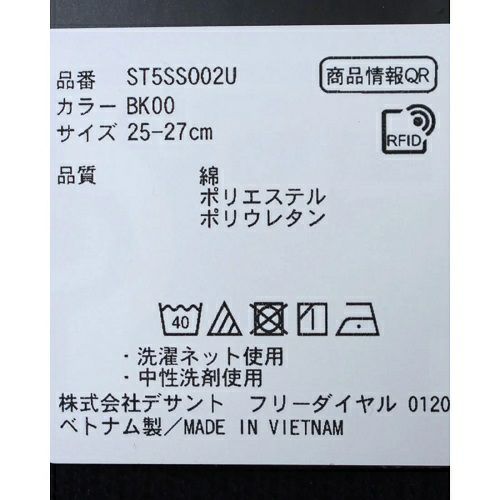 品番 ST5SS002U 商品情報QR
カラー BK00
サイズ 25-27cm
RFID
品質 綿
ポリエステル
ポリウレタン
40
・洗濯ネット使用
・中性洗剤使用
株式会社デサント フリーダイヤル 0120
ベトナム製/MADE IN VIETNAM